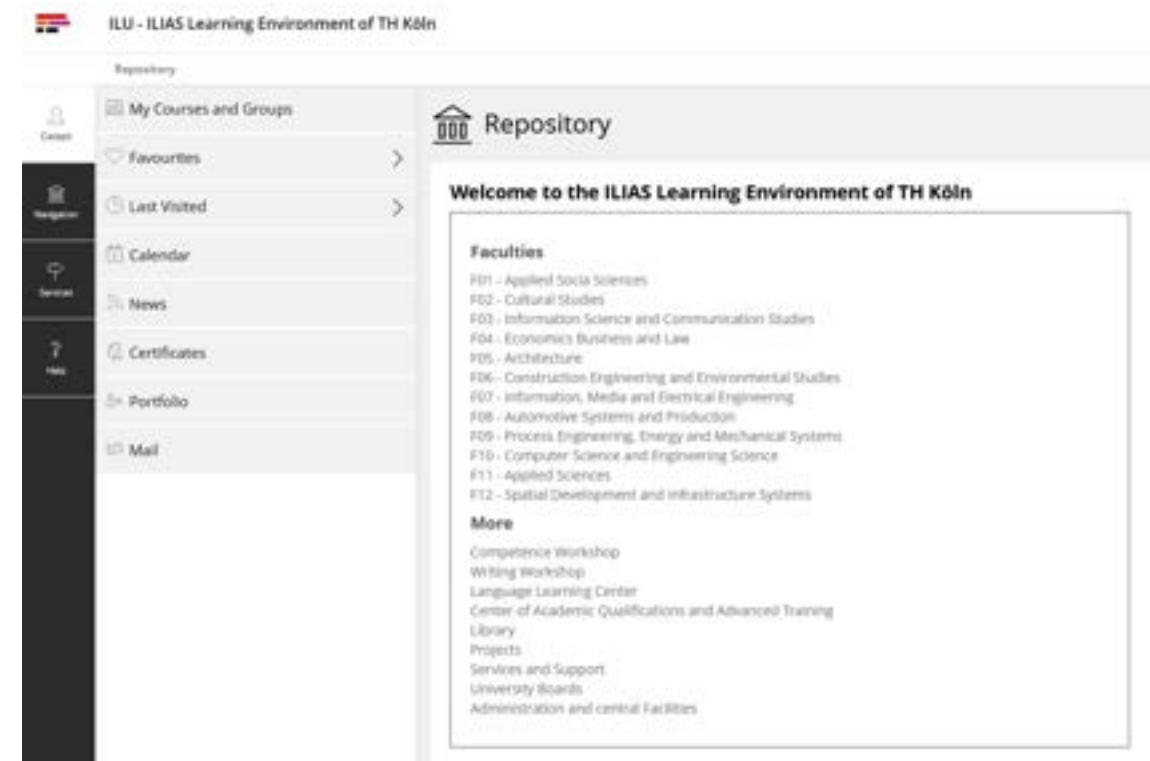 ILU - ILIAS Learning Environment of TH Köln
Repository
My Courses and Groups
Favourites
Last Visited
Calendar
News
Certificates
Portfolio
Mail
Navigation
Services
Help
Repository
Welcome to the ILIAS Learning Environment of TH Köln
Faculties
F01 - Applied Socia Sciences
F02 - Cultural Studies
F03 - Information Science and Communication Studies
F04 - Economics Business and Law
F05 - Architecture
F06 - Construction Engineering and Environmental Studies
F07 - Information, Media and Electrical Engineering
F08 - Automotive Systems and Production
F09 - Process Engineering, Energy and Mechanical Systems
F10 - Computer Science and Engineering Science
F11 - Applied Sciences
F12 - Spatial Development and Infrastructure Systems
More
Competence Workshop
Writing Workshop
Language Learning Center
Center of Academic Qualifications and Advanced Training
Library
Projects
Services and Support
University Boards
Administration and central Facilities